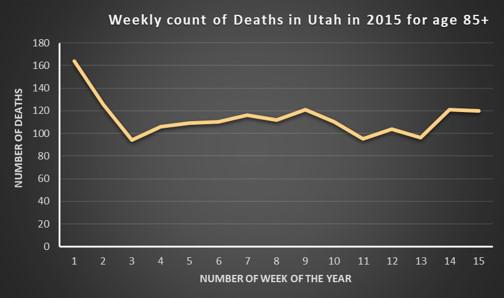 Weekly count of Deaths in Utah in 2015 for age 85+
180
160
140
120
100
80
60
40
20
0
NUMBER OF DEATHS
1 2 3 4 5 6 7 8 9 10 11 12 13 14 15
NUMBER OF WEEK OF THE YEAR